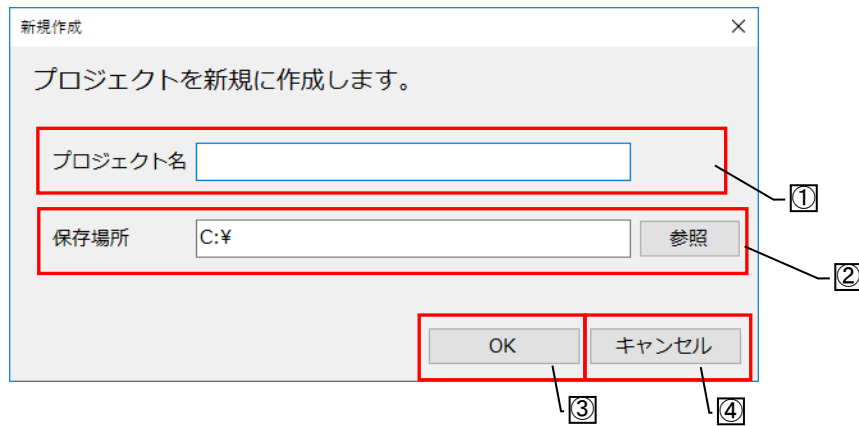 新規作成
プロジェクトを新規に作成します。
プロジェクト名
①
保存場所 C:¥ 参照
②
OK キャンセル
③ ④